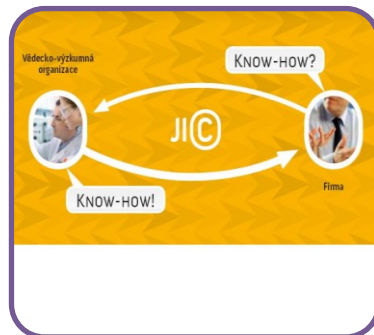 Vědecko-výzkumná
organizace
KNOW-HOW?
JIC
KNOW-HOW!
Firma